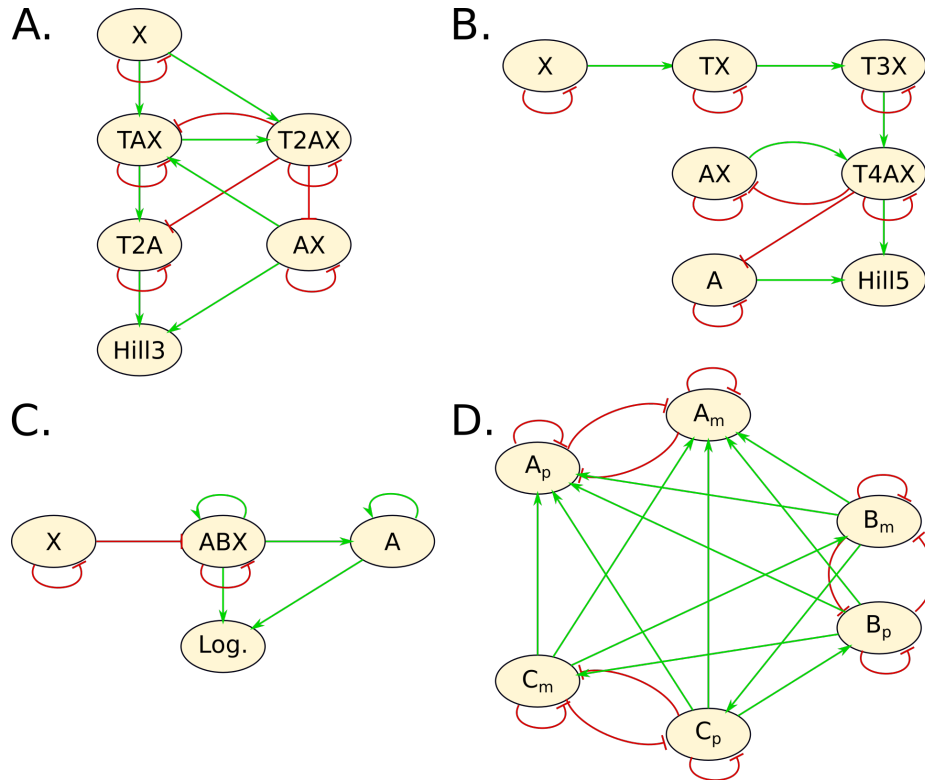 A.
X
TAX
T2AX
T2A
AX
Hill3
B.
X
TX
T3X
AX
T4AX
A
Hill5
C.
X
ABX
A
Log.
D.
Am
Ap
Bm
Bp
Cm
Cp